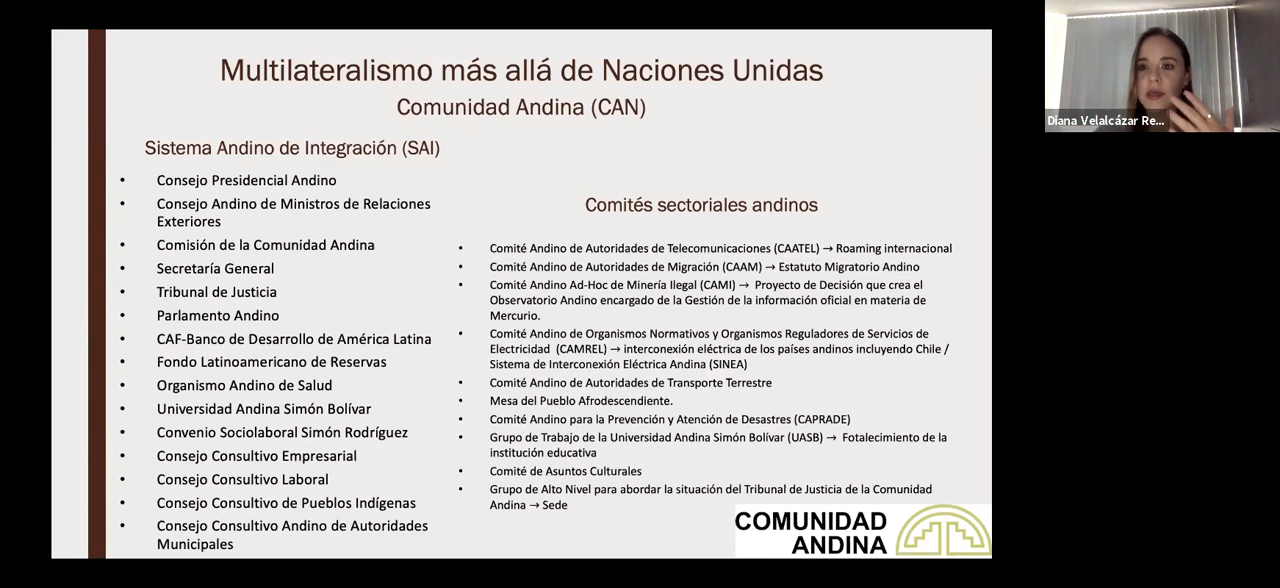 Multilateralismo más allá de Naciones Unidas
Comunidad Andina (CAN)
Sistema Andino de Integración (SAI)
• Consejo Presidencial Andino
• Consejo Andino de Ministros de Relaciones
Exteriores
• Comisión de la Comunidad Andina
• Secretaría General
• Tribunal de Justicia
• Parlamento Andino
• CAF-Banco de Desarrollo de América Latina
• Fondo Latinoamericano de Reservas
• Organismo Andino de Salud
• Universidad Andina Simón Bolívar
• Convenio Sociolaboral Simón Rodríguez
• Consejo Consultivo Empresarial
• Consejo Consultivo Laboral
• Consejo Consultivo de Pueblos Indígenas
• Consejo Consultivo Andino de Autoridades
Municipales
Comités sectoriales andinos
• Comité Andino de Autoridades de Telecomunicaciones (CAATEL) → Roaming internacional
• Comité Andino de Autoridades de Migración (CAAM) → Estatuto Migratorio Andino
• Comité Andino Ad-Hoc de Minería Ilegal (CAMI) → Proyecto de Decisión que crea el
Observatorio Andino encargado de la Gestión de la información oficial en materia de
Mercurio.
• Comité Andino de Organismos Normativos y Organismos Reguladores de Servicios de
Electricidad (CAMREL) → interconexión eléctrica de los países andinos incluyendo Chile /
Sistema de Interconexión Eléctrica Andina (SINEA)
• Comité Andino de Autoridades de Transporte Terrestre
• Mesa del Pueblo Afrodescendiente.
• Comité Andino para la Prevención y Atención de Desastres (CAPRADE)
• Grupo de Trabajo de la Universidad Andina Simón Bolívar (UASB) → Fotalecimiento de la
institución educativa
• Comité de Asuntos Culturales
• Grupo de Alto Nivel para abordar la situación del Tribunal de Justicia de la Comunidad
Andina → Sede
COMUNIDAD
ANDINA
Diana Velalcázar Re...